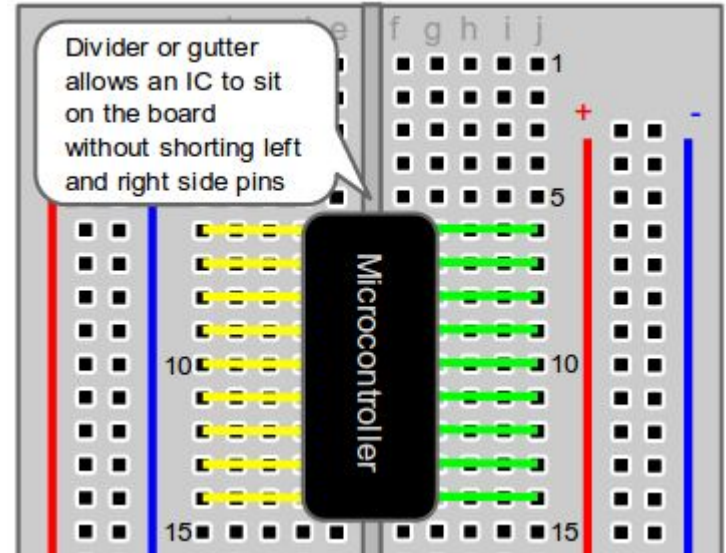 Divider or gutter
allows an IC to sit
on the board
without shorting left
and right side pins
e f g h i j
1
+ -
5
Microcontroller
10 10
15 15